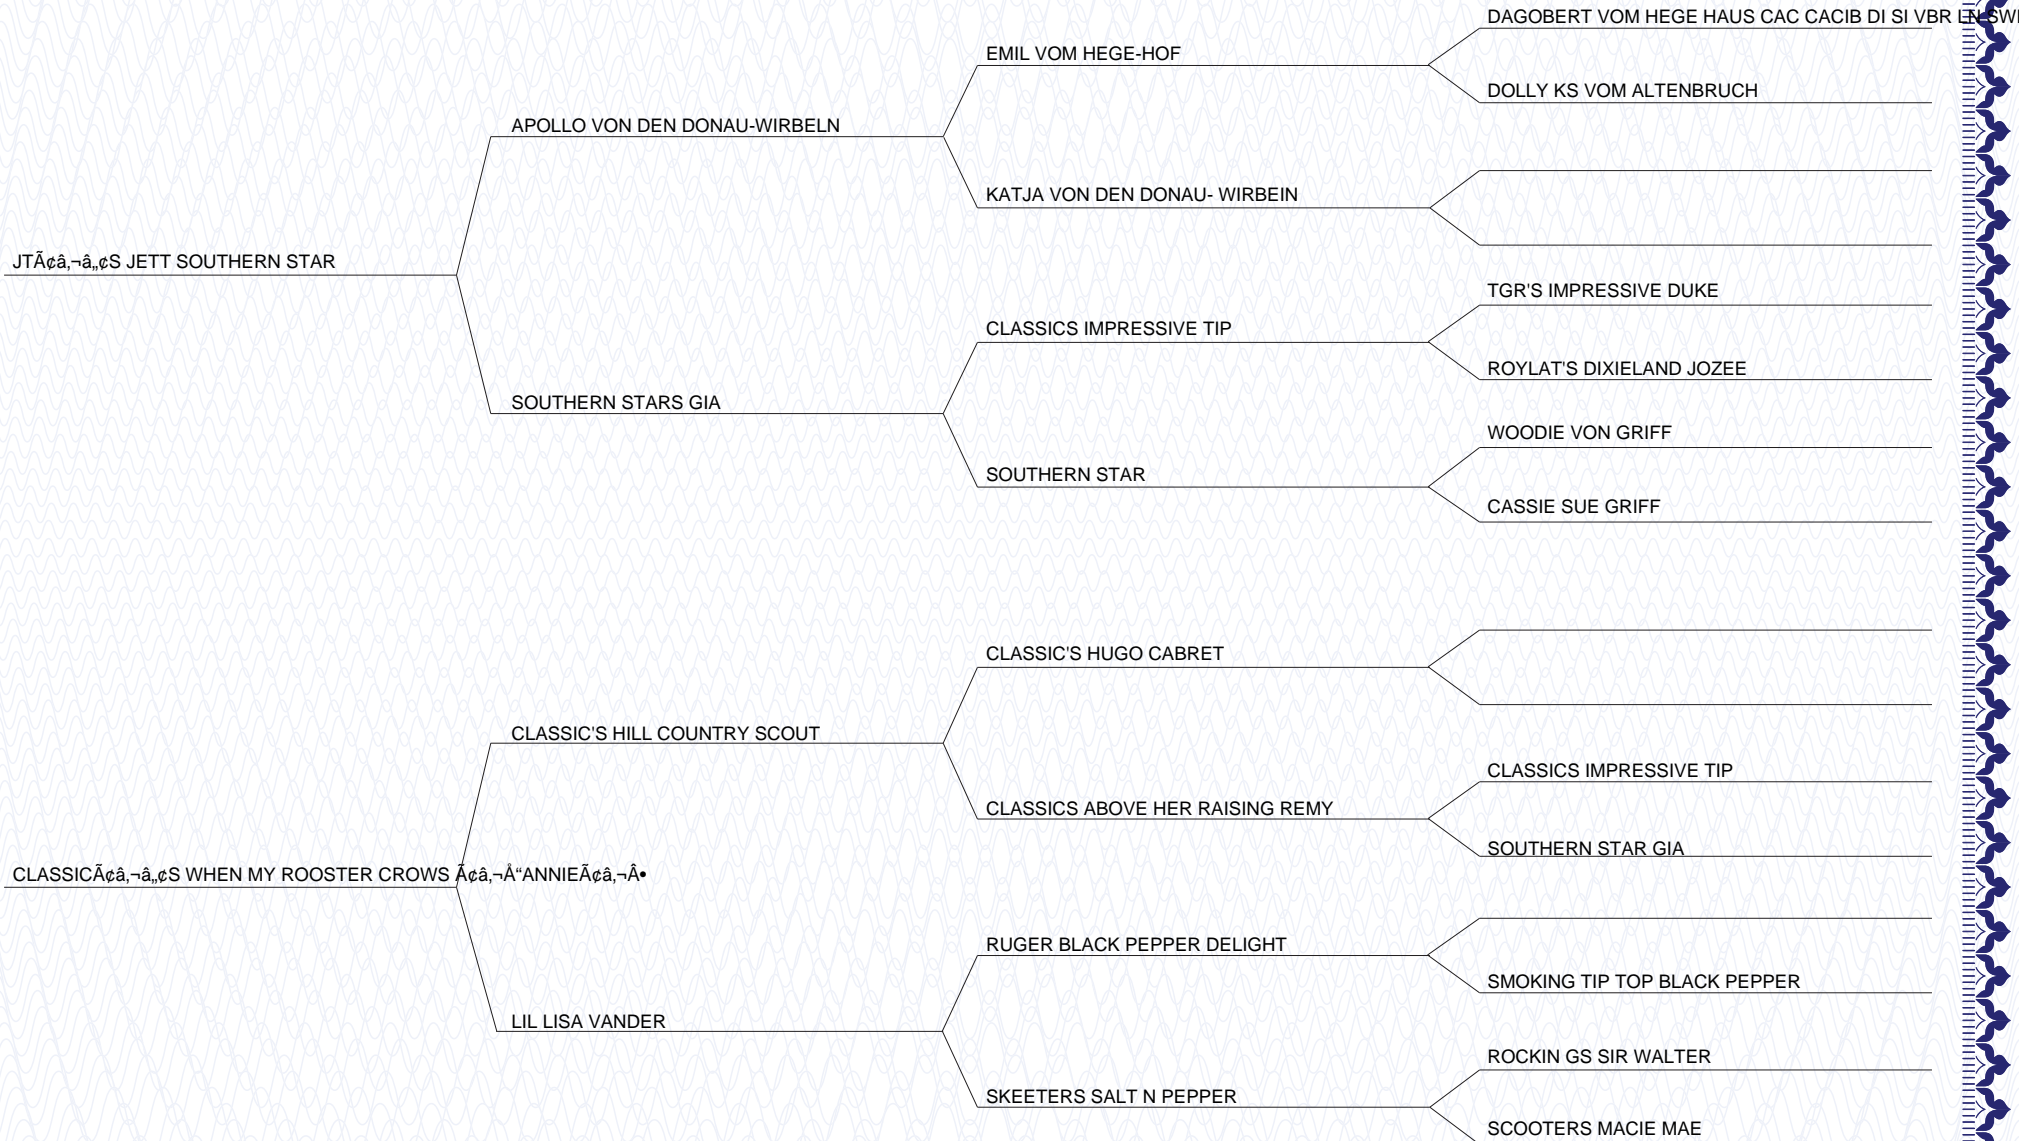 DAGOBERT VOM HEGE HAUS CAC CACIB DI SI VBR LN SW
EMIL VOM HEGE-HOF
DOLLY KS VOM ALTENBRUCH
APOLLO VON DEN DONAU-WIRBELN
KATJA VON DEN DONAU- WIRBEIN
JTÃ¢â‚¬â„¢S JETT SOUTHERN STAR
TGR'S IMPRESSIVE DUKE
CLASSICS IMPRESSIVE TIP
ROYLAT'S DIXIELAND JOZEE
SOUTHERN STARS GIA
WOODIE VON GRIFF
SOUTHERN STAR
CASSIE SUE GRIFF
CLASSIC'S HUGO CABRET
CLASSIC'S HILL COUNTRY SCOUT
CLASSICS IMPRESSIVE TIP
CLASSICS ABOVE HER RAISING REMY
SOUTHERN STAR GIA
CLASSICÃ¢â‚¬â„¢S WHEN MY ROOSTER CROWS Ã¢â‚¬Å“ANNIEÃ¢â‚¬Â•
RUGER BLACK PEPPER DELIGHT
SMOKING TIP TOP BLACK PEPPER
LIL LISA VANDER
ROCKIN GS SIR WALTER
SKEETERS SALT N PEPPER
SCOOTERS MACIE MAE